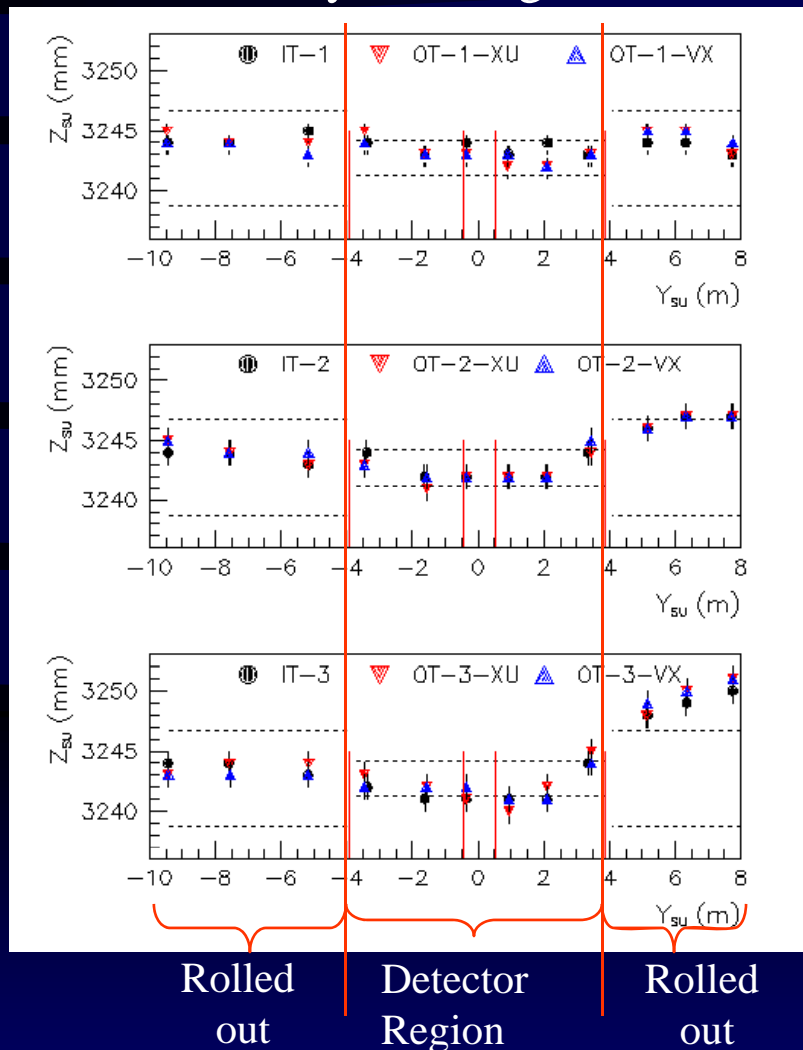 IT-1 OT-1-XU OT-1-VX
Z_su (mm)
3250
3245
3240
-10 -8 -6 -4 -2 0 2 4 6 8
Y_su (m)
IT-2 OT-2-XU OT-2-VX
Z_su (mm)
3250
3245
3240
-10 -8 -6 -4 -2 0 2 4 6 8
Y_su (m)
IT-3 OT-3-XU OT-3-VX
Z_su (mm)
3250
3245
3240
-10 -8 -6 -4 -2 0 2 4 6 8
Y_su (m)
Rolled out
Detector Region
Rolled out